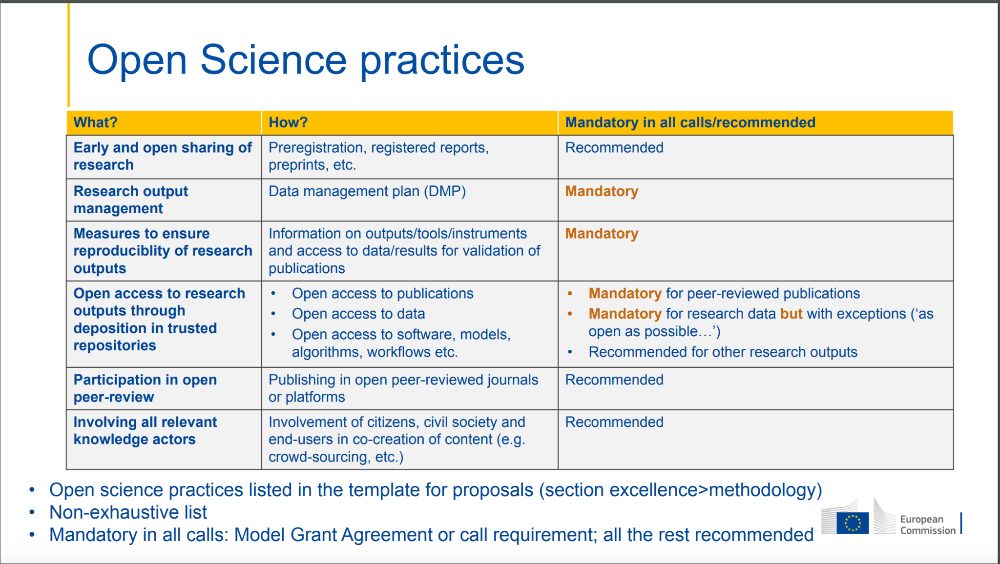 Open Science practices
What?
How?
Mandatory in all calls/recommended
Early and open sharing of
research
Preregistration, registered reports,
preprints, etc.
Recommended
Research output
management
Data management plan (DMP)
Mandatory
Measures to ensure
reproduciblity of research
outputs
Information on outputs/tools/instruments
and access to data/results for validation of
publications
Mandatory
Open access to research
outputs through
deposition in trusted
repositories
• Open access to publications
• Open access to data
• Open access to software, models,
algorithms, workflows etc.
• Mandatory for peer-reviewed publications
• Mandatory for research data but with exceptions (‘as
open as possible…’)
• Recommended for other research outputs
Participation in open
peer-review
Publishing in open peer-reviewed journals
or platforms
Recommended
Involving all relevant
knowledge actors
Involvement of citizens, civil society and
end-users in co-creation of content (e.g.
crowd-sourcing, etc.)
Recommended
• Open science practices listed in the template for proposals (section excellence>methodology)
• Non-exhaustive list
• Mandatory in all calls: Model Grant Agreement or call requirement; all the rest recommended
European
Commission